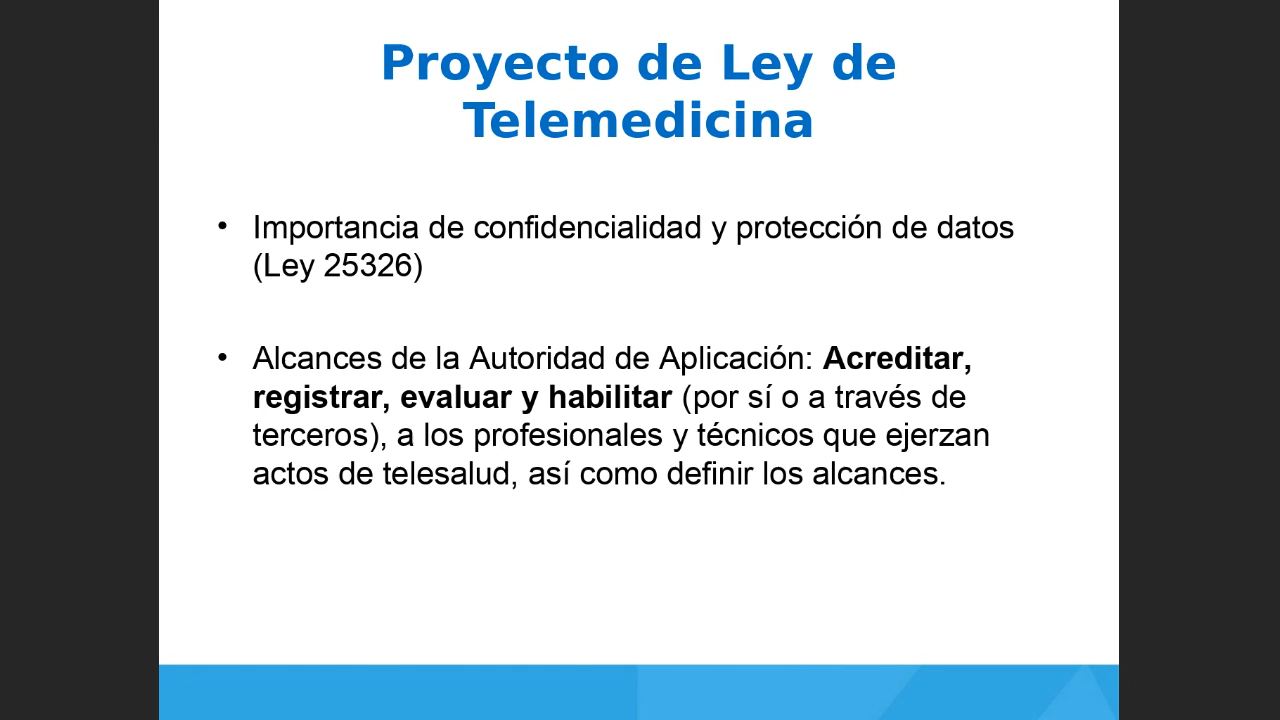 Proyecto de Ley de
Telemedicina
• Importancia de confidencialidad y protección de datos
(Ley 25326)
• Alcances de la Autoridad de Aplicación: Acreditar,
registrar, evaluar y habilitar (por sí o a través de
terceros), a los profesionales y técnicos que ejerzan
actos de telesalud, así como definir los alcances.